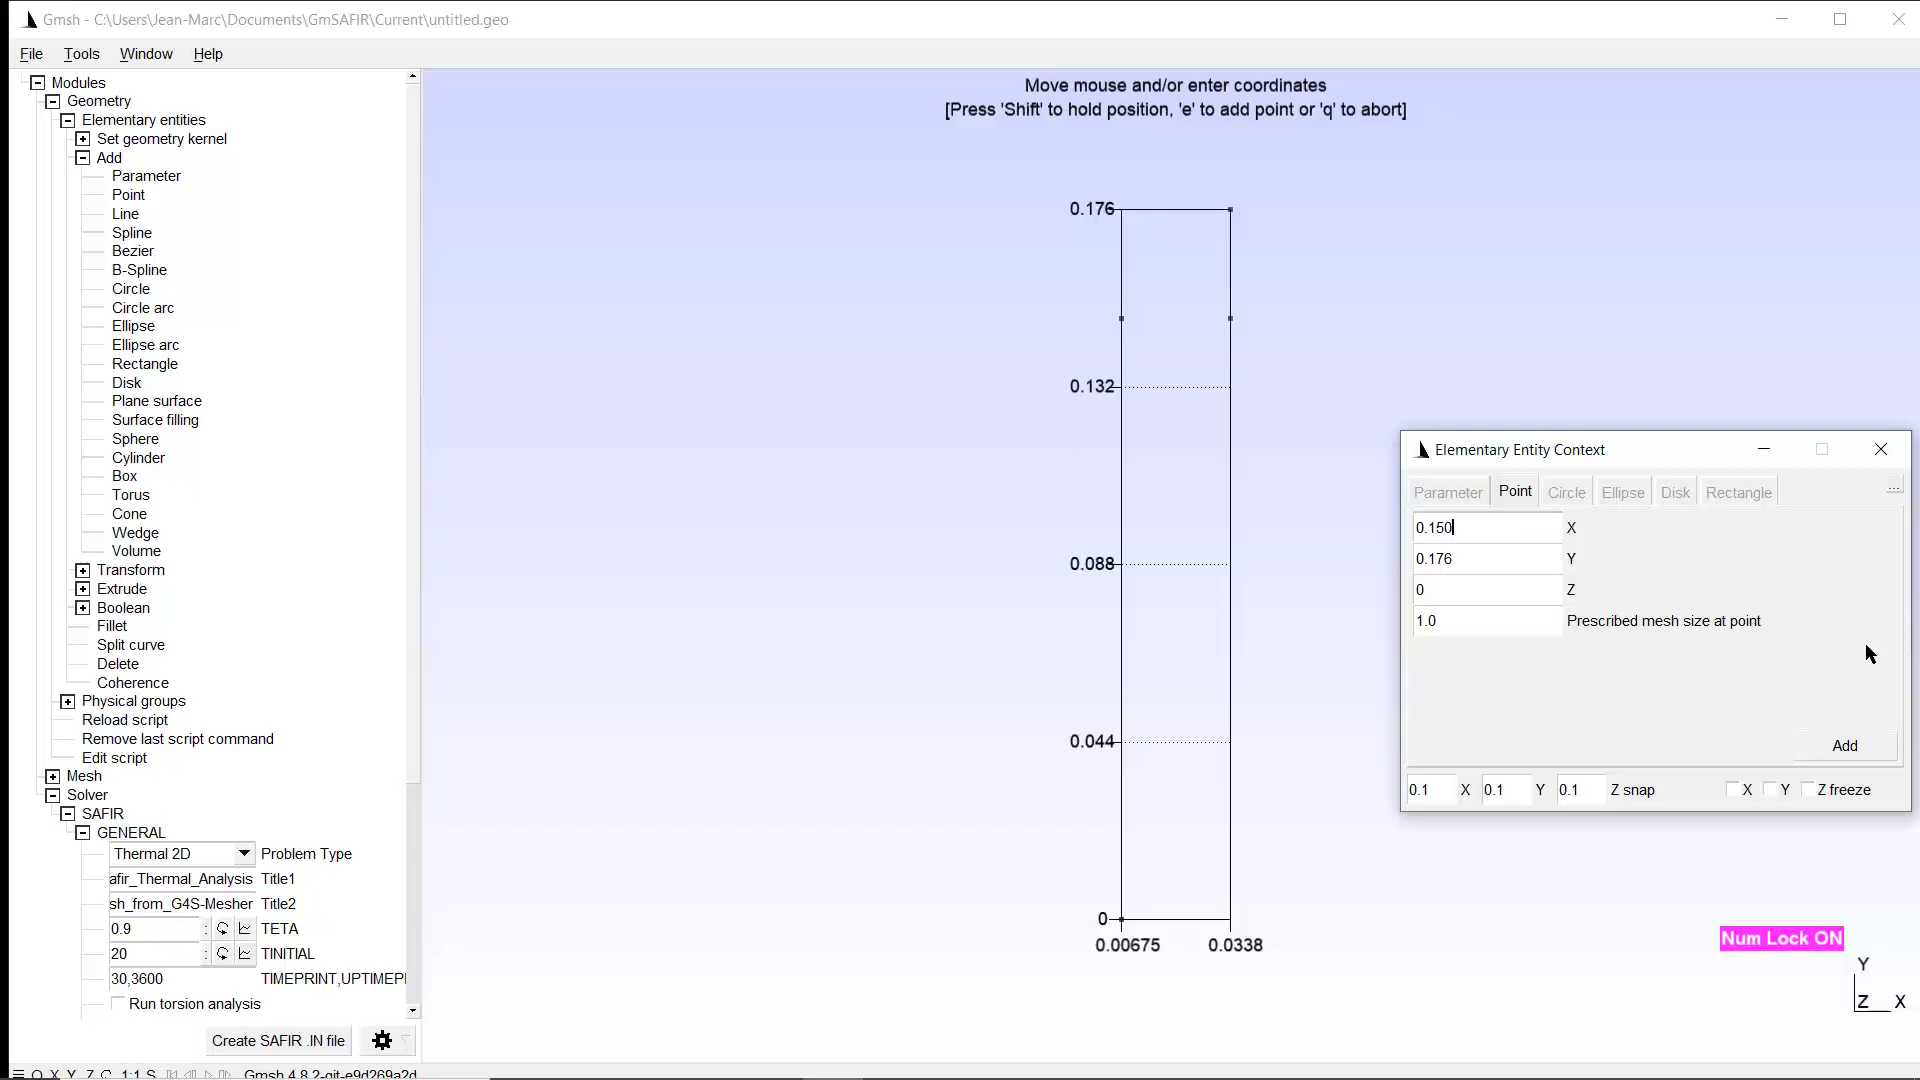 Gmsh - C:\Users\Jean-Marc\Documents\GmSAFIR\Current\untitled.geo
File Tools Window Help
Modules
Geometry
Elementary entities
Set geometry kernel
Add
Parameter
Point
Line
Spline
Bezier
B-Spline
Circle
Circle arc
Ellipse
Ellipse arc
Rectangle
Disk
Plane surface
Surface filling
Sphere
Cylinder
Box
Torus
Cone
Wedge
Volume
Transform
Extrude
Boolean
Fillet
Split curve
Delete
Coherence
Physical groups
Reload script
Remove last script command
Edit script
Mesh
Solver
SAFIR
GENERAL
Thermal 2D Problem Type
afir_Thermal_Analysis Title1
sh_from_G4S-Mesher Title2
0.9 : TETA
20 : TINITIAL
30,3600 TIMEPRINT,UPTIMEPI
Run torsion analysis
Create SAFIR .IN file
O X Y Z 1:1 S Gmsh 4.8.2-git-e9d269a2d
Move mouse and/or enter coordinates
[Press 'Shift' to hold position, 'e' to add point or 'q' to abort]
0.176
0.132
0.088
0.044
0
0.00675 0.0338
Elementary Entity Context
Parameter Point Circle Ellipse Disk Rectangle ...
0.150 X
0.176 Y
0 Z
1.0 Prescribed mesh size at point
Add
0.1 X 0.1 Y 0.1 Z snap X Y Z freeze
Num Lock ON
Y
Z X